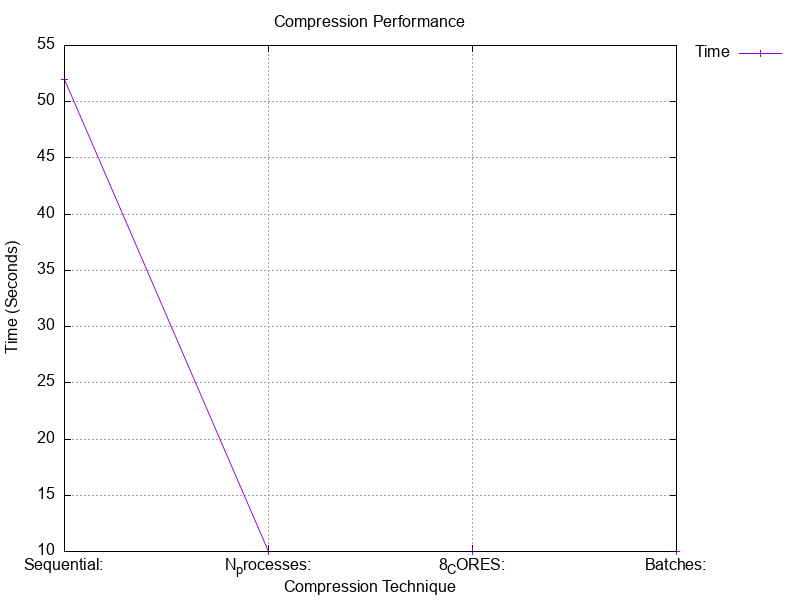 Compression Performance
Time
55
50
45
40
35
30
25
20
15
10
Time (Seconds)
Sequential: Nprocesses: 8CORES: Batches:
Compression Technique